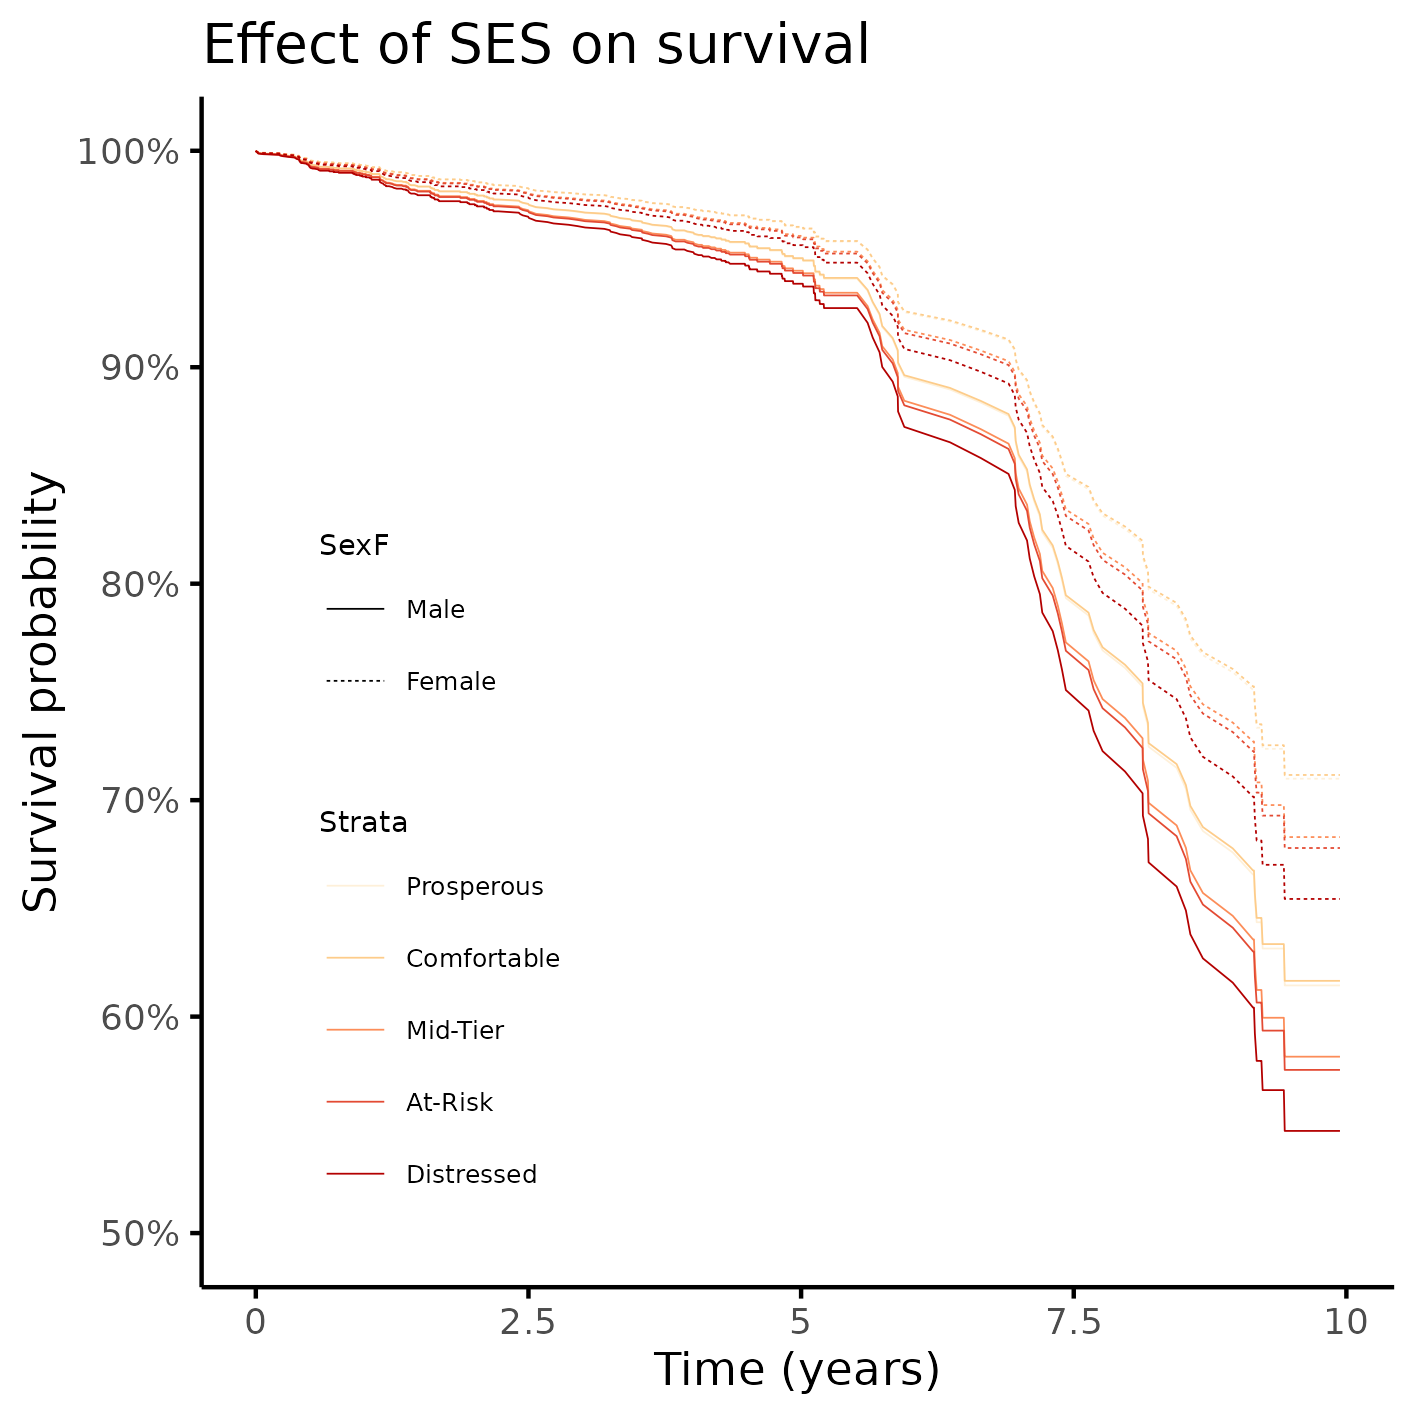 Effect of SES on survival
Survival probability
100%
90%
80%
70%
60%
50%
SexF
Male
Female
Strata
Prosperous
Comfortable
Mid-Tier
At-Risk
Distressed
0 2.5 5 7.5 10
Time (years)